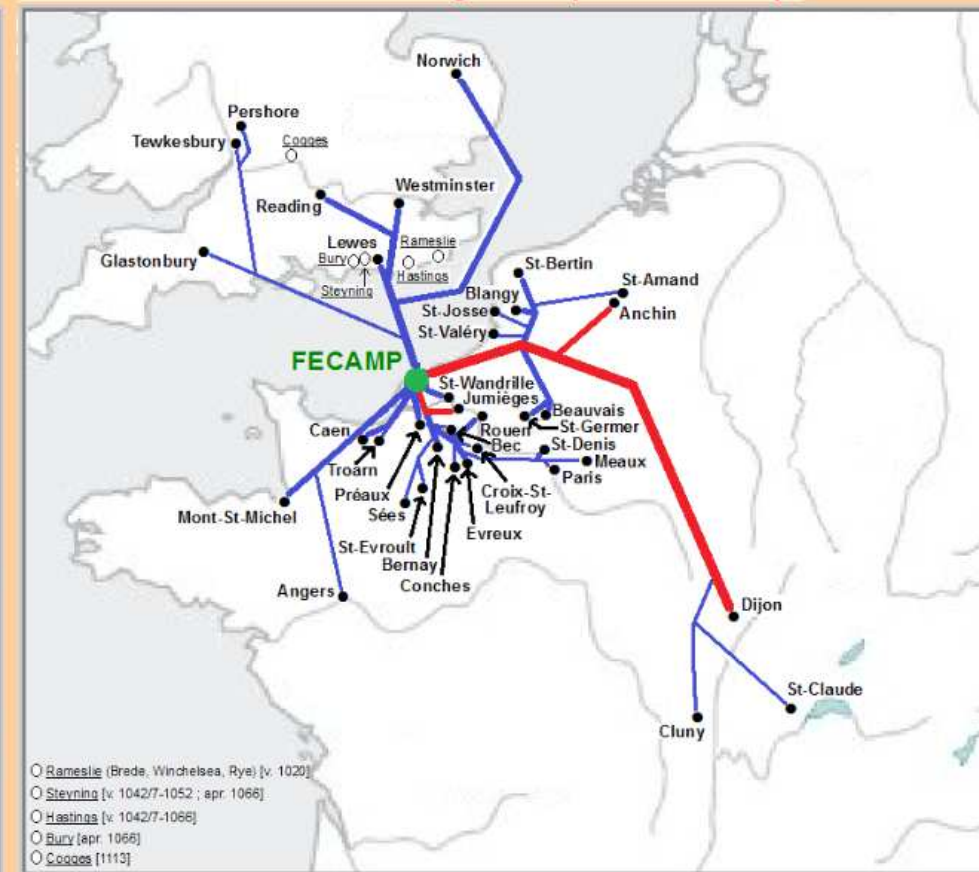 Norwich
Pershore
Tewkesbury
Cogges
Westminster
Reading
Lewes
Rameslie
Bury
Hastings
Steyning
Glastonbury
St-Bertin
St-Amand
Blangy
St-Josse
Anchin
St-Valéry
FECAMP
St-Wandrille
Jumièges
Beauvais
Rouen
St-Germer
Caen
Bec
St-Denis
Troarn
Meaux
Paris
Préaux
Croix-St-
Leufroy
Mont-St-Michel
Sées
Evreux
St-Evroult
Bernay
Conches
Angers
Dijon
St-Claude
Cluny
Rameslie (Brede, Winchelsea, Rye) [v. 1020]
Steyning [v. 1042/7-1052 ; apr. 1066]
Hastings [v. 1042/7-1066]
Bury [apr. 1066]
Cogges [1113]